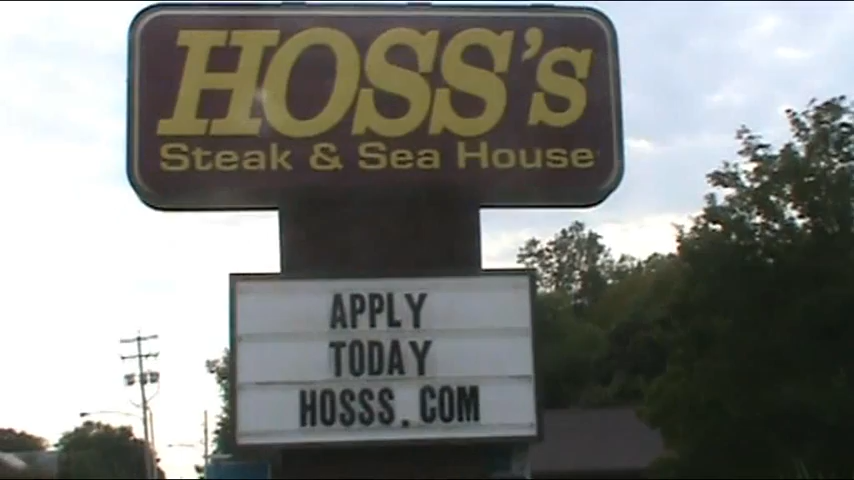 HOSS's
Steak & Sea House
APPLY
TODAY
HOSSS.COM